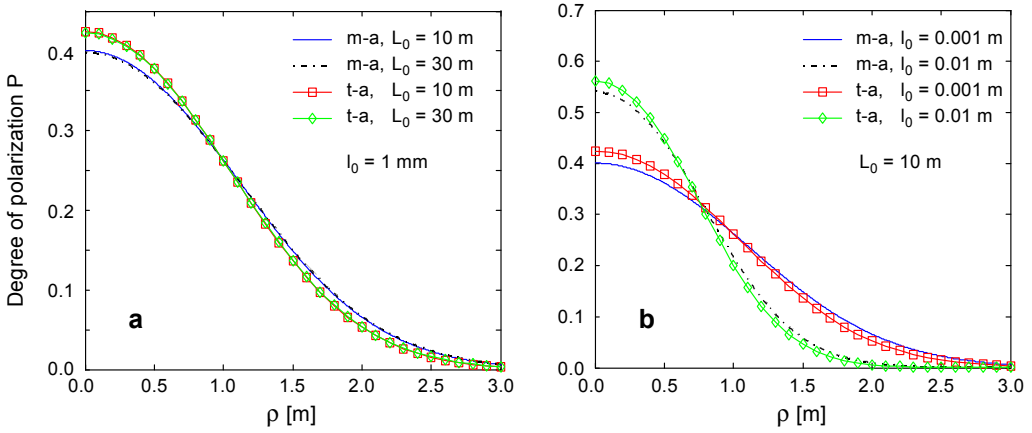 Degree of polarization P
0.4
0.3
0.2
0.1
0.0
m-a, L₀ = 10 m
m-a, L₀ = 30 m
t-a, L₀ = 10 m
t-a, L₀ = 30 m
l₀ = 1 mm
a
0.0 0.5 1.0 1.5 2.0 2.5 3.0
ρ [m]
0.7
0.6
0.5
0.4
0.3
0.2
0.1
0.0
m-a, l₀ = 0.001 m
m-a, l₀ = 0.01 m
t-a, l₀ = 0.001 m
t-a, l₀ = 0.01 m
L₀ = 10 m
b
0.0 0.5 1.0 1.5 2.0 2.5 3.0
ρ [m]